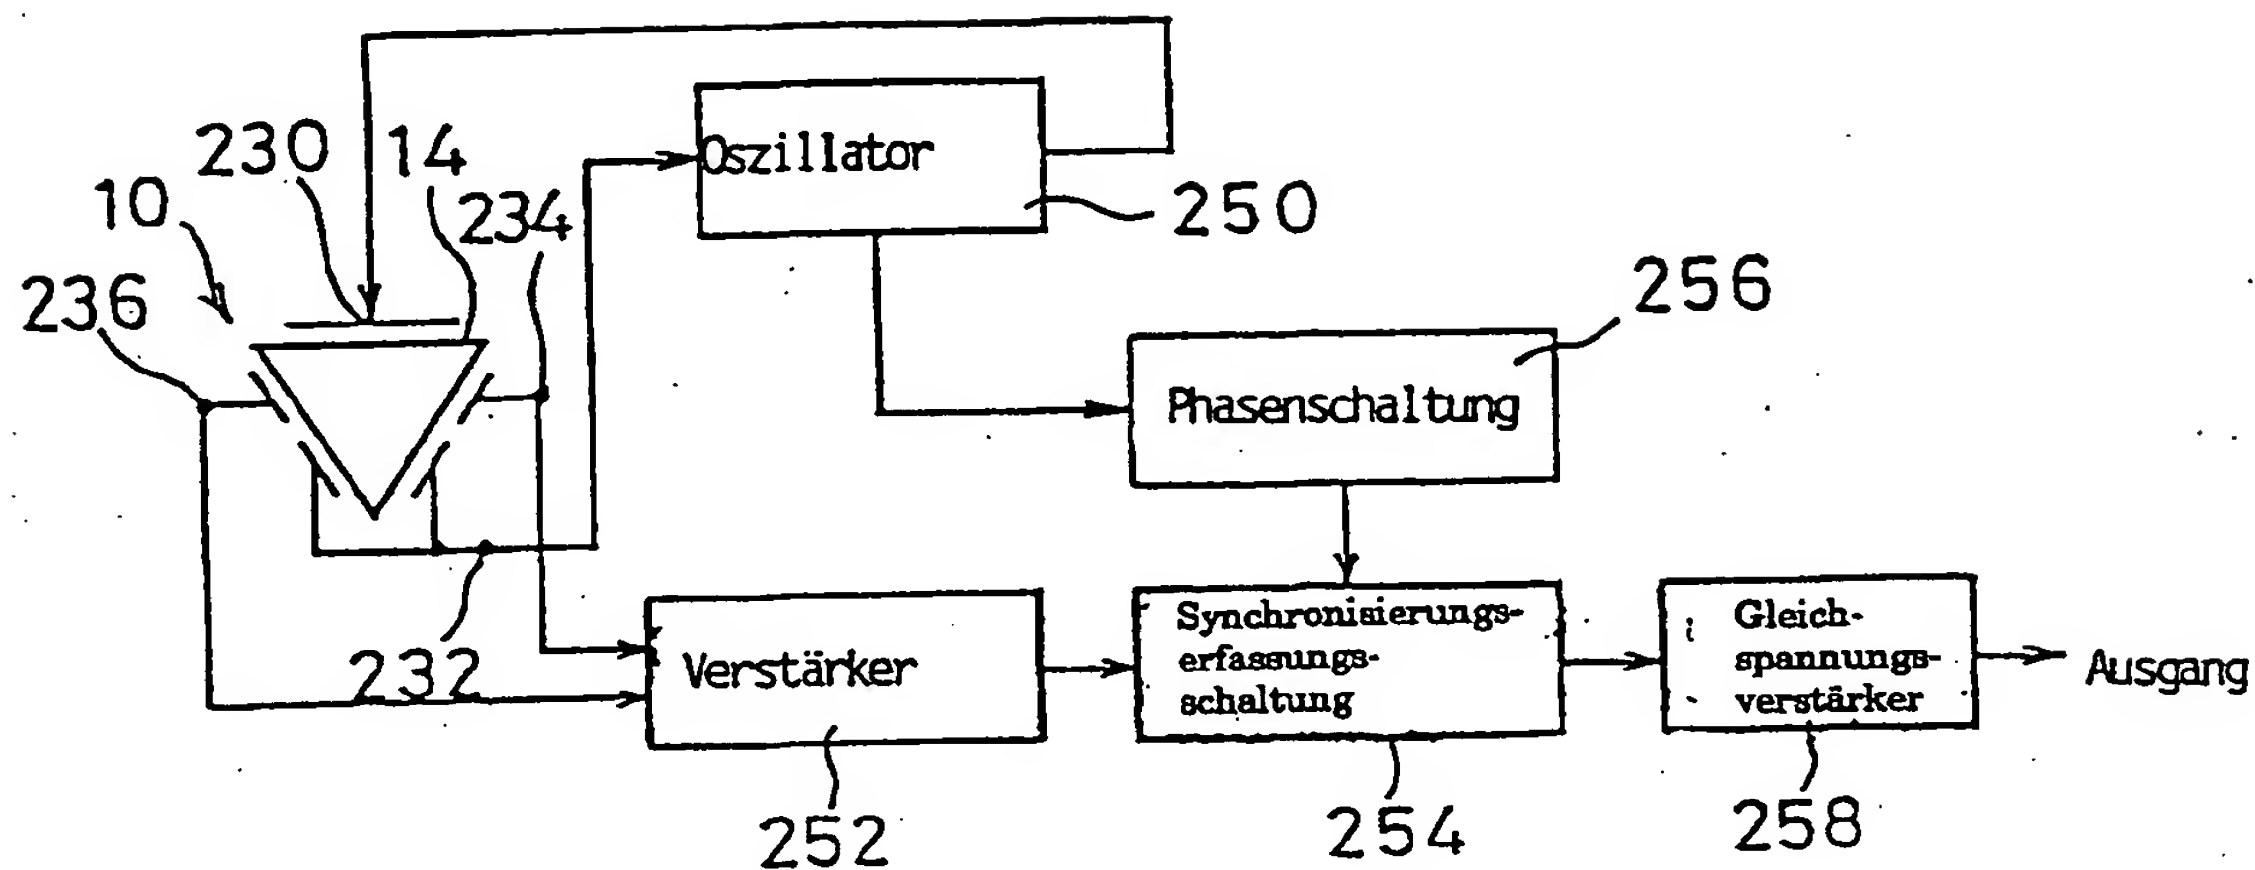 230
14
10
234
236
Oszillator
250
256
Phasenschaltung
232
Verstärker
252
Synchronisierungs-
erfassungs-
schaltung
254
Gleich-
spannungs-
verstärker
258
Ausgang